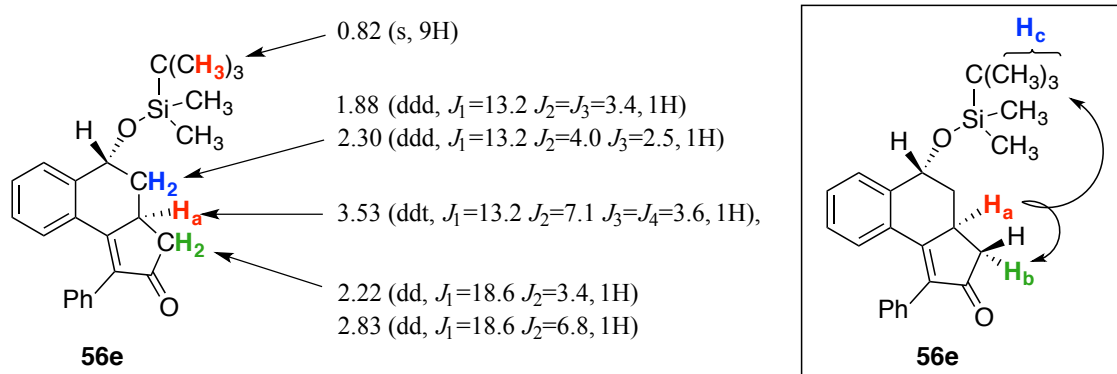 0.82 (s, 9H)
C(CH₃)₃
Si
CH₃
CH₃
O
H
1.88 (ddd, J₁=13.2 J₂=J₃=3.4, 1H)
2.30 (ddd, J₁=13.2 J₂=4.0 J₃=2.5, 1H)
CH₂
Hₐ
3.53 (ddt, J₁=13.2 J₂=7.1 J₃=J₄=3.6, 1H),
CH₂
Ph
O
2.22 (dd, J₁=18.6 J₂=3.4, 1H)
2.83 (dd, J₁=18.6 J₂=6.8, 1H)
56e
Hc
C(CH₃)₃
Si
CH₃
CH₃
O
H
Hₐ
H
Hb
Ph
O
56e